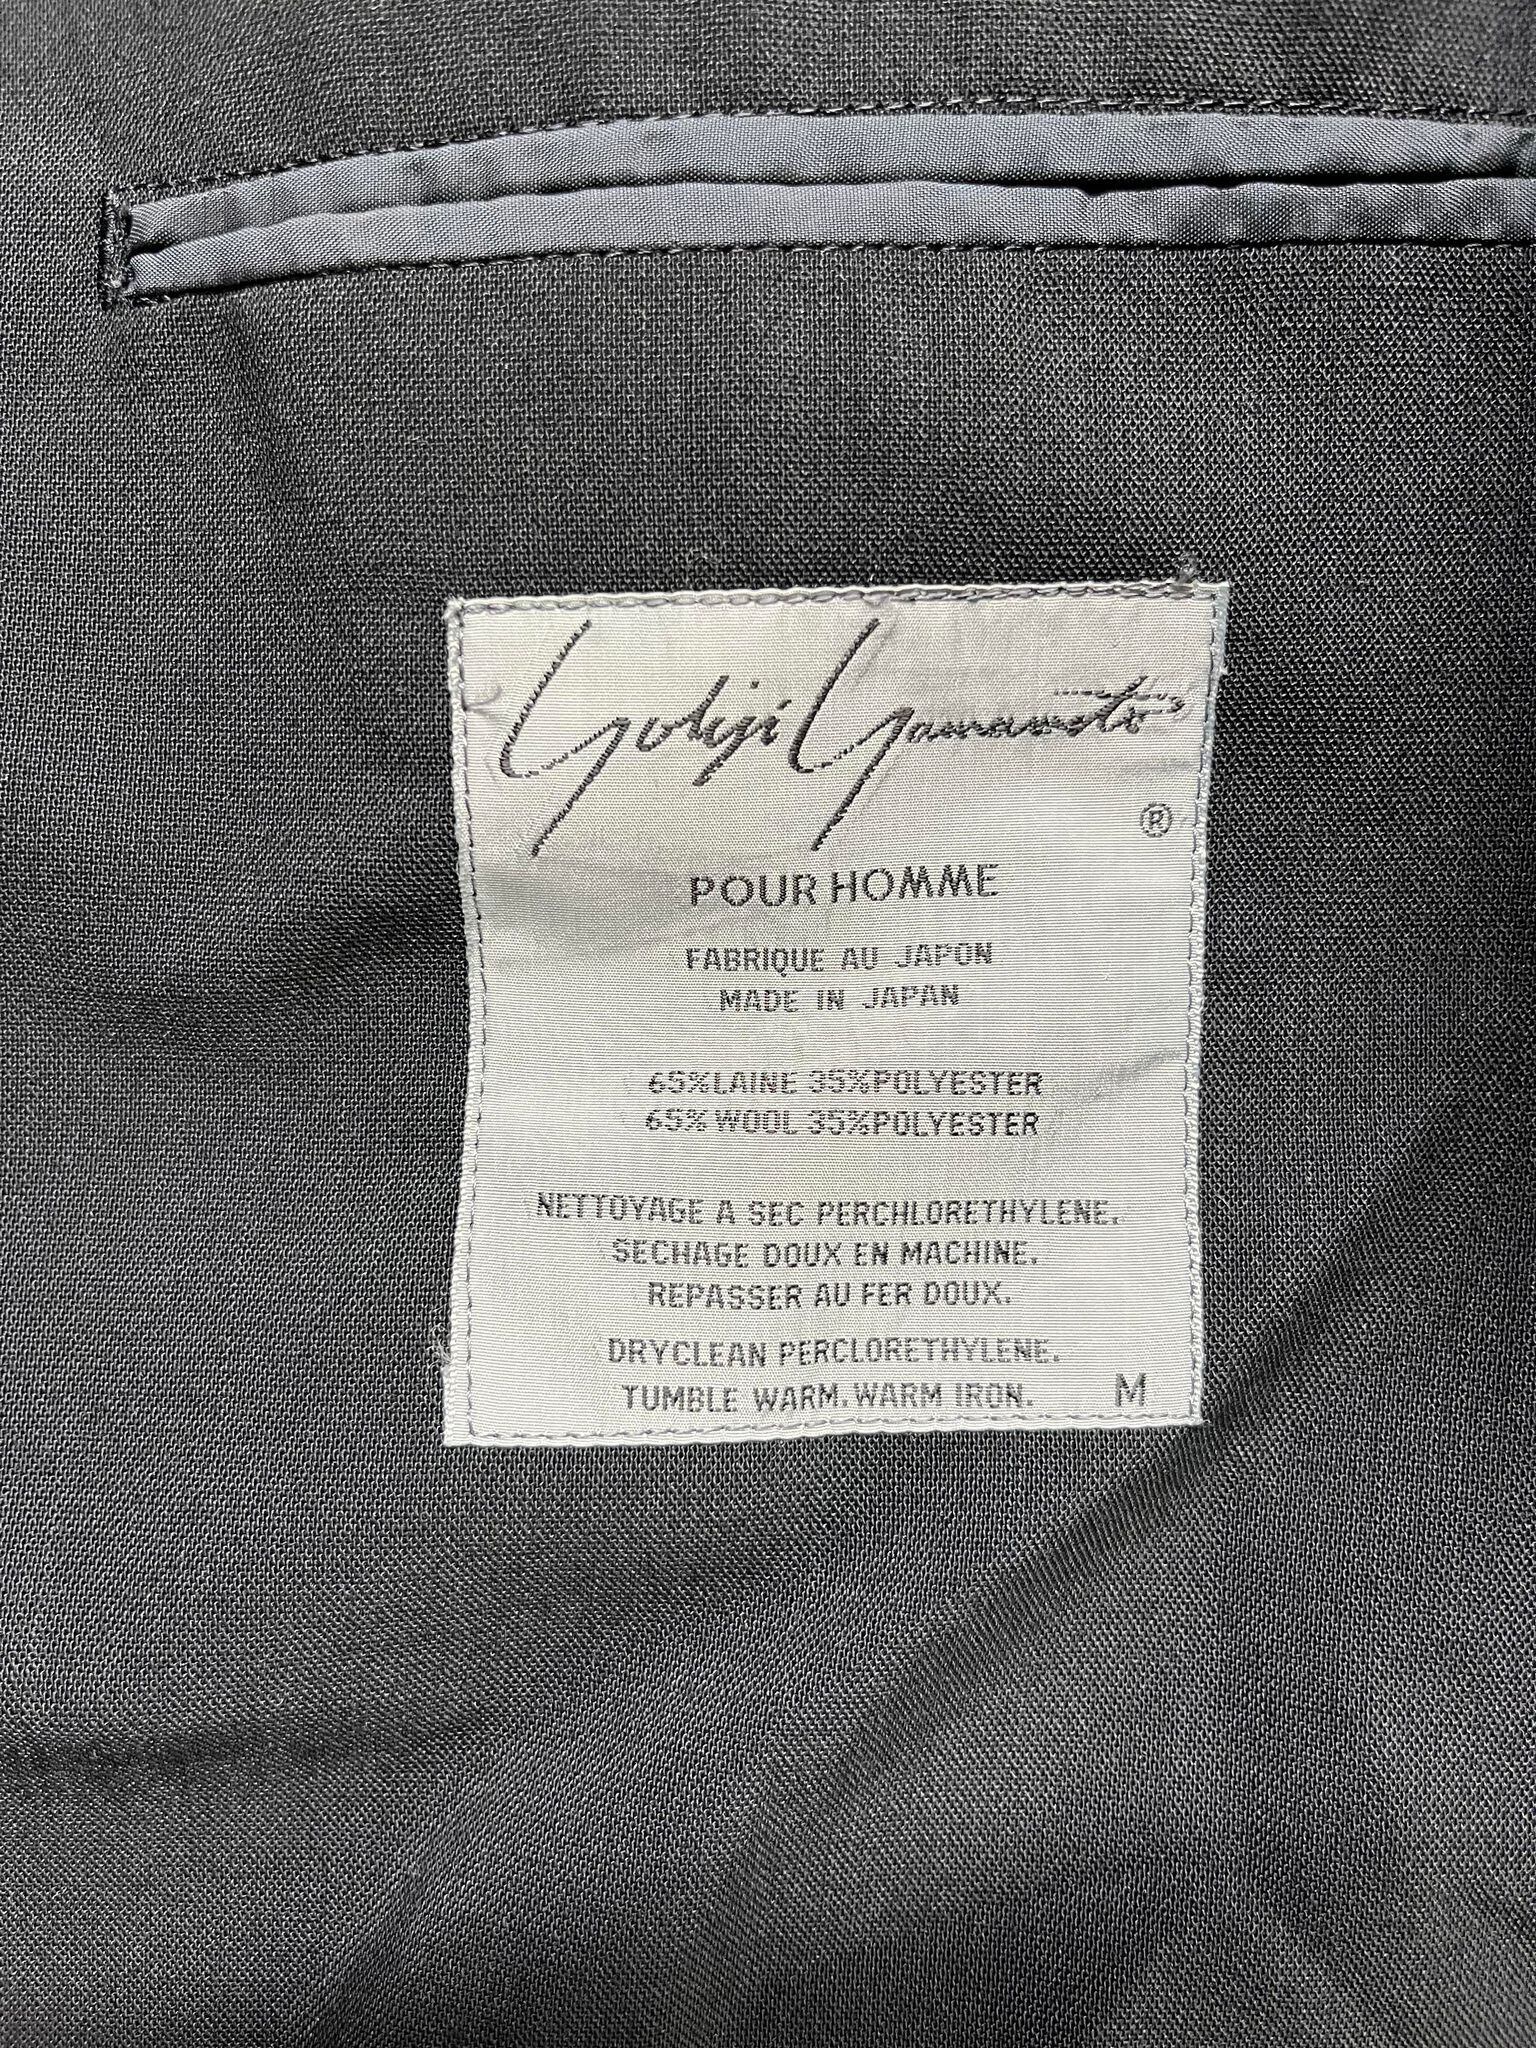 Yohji Yamamoto
®
POUR HOMME
FABRIQUE AU JAPON
MADE IN JAPAN
65%LAINE 35%POLYESTER
65% WOOL 35%POLYESTER
NETTOYAGE A SEC PERCHLORETHYLENE.
SECHAGE DOUX EN MACHINE.
REPASSER AU FER DOUX.
DRYCLEAN PERCLORETHYLENE.
TUMBLE WARM. WARM IRON. M